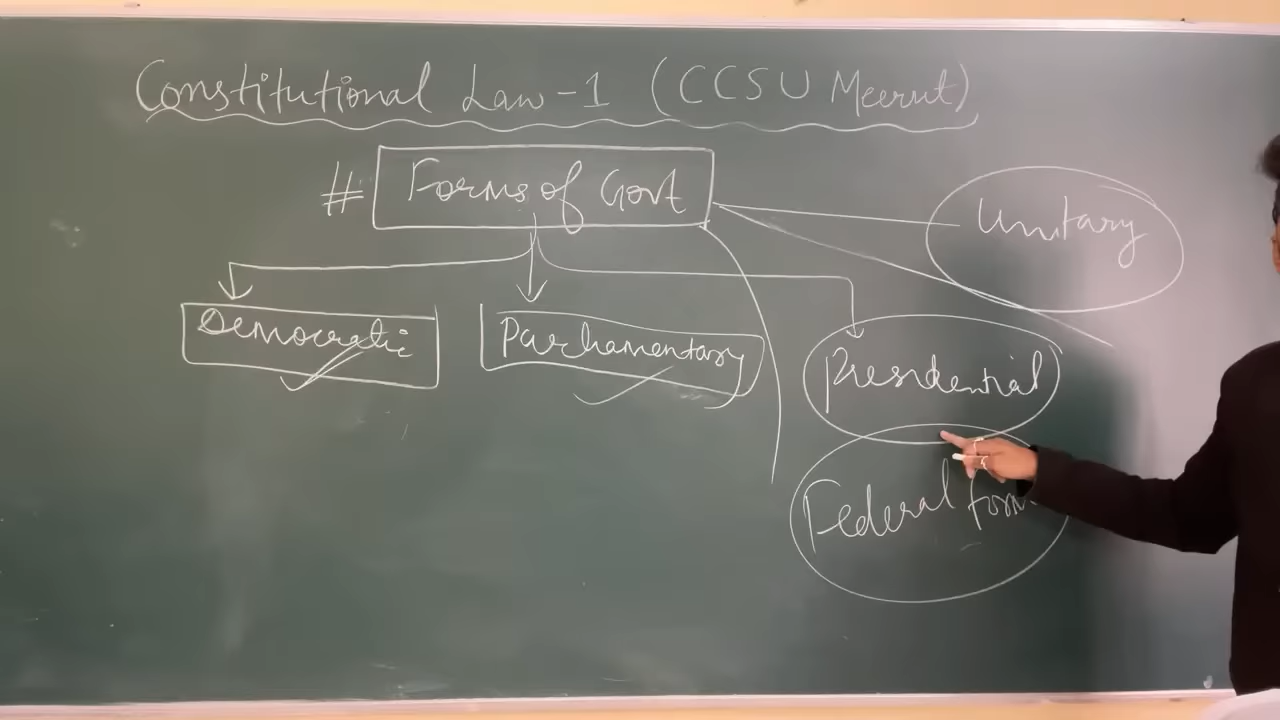 Constitutional Law-1 (CCSU Meerut)
# Forms of Govt
Unitary
Democratic
Parliamentary
Presidential
Federal form